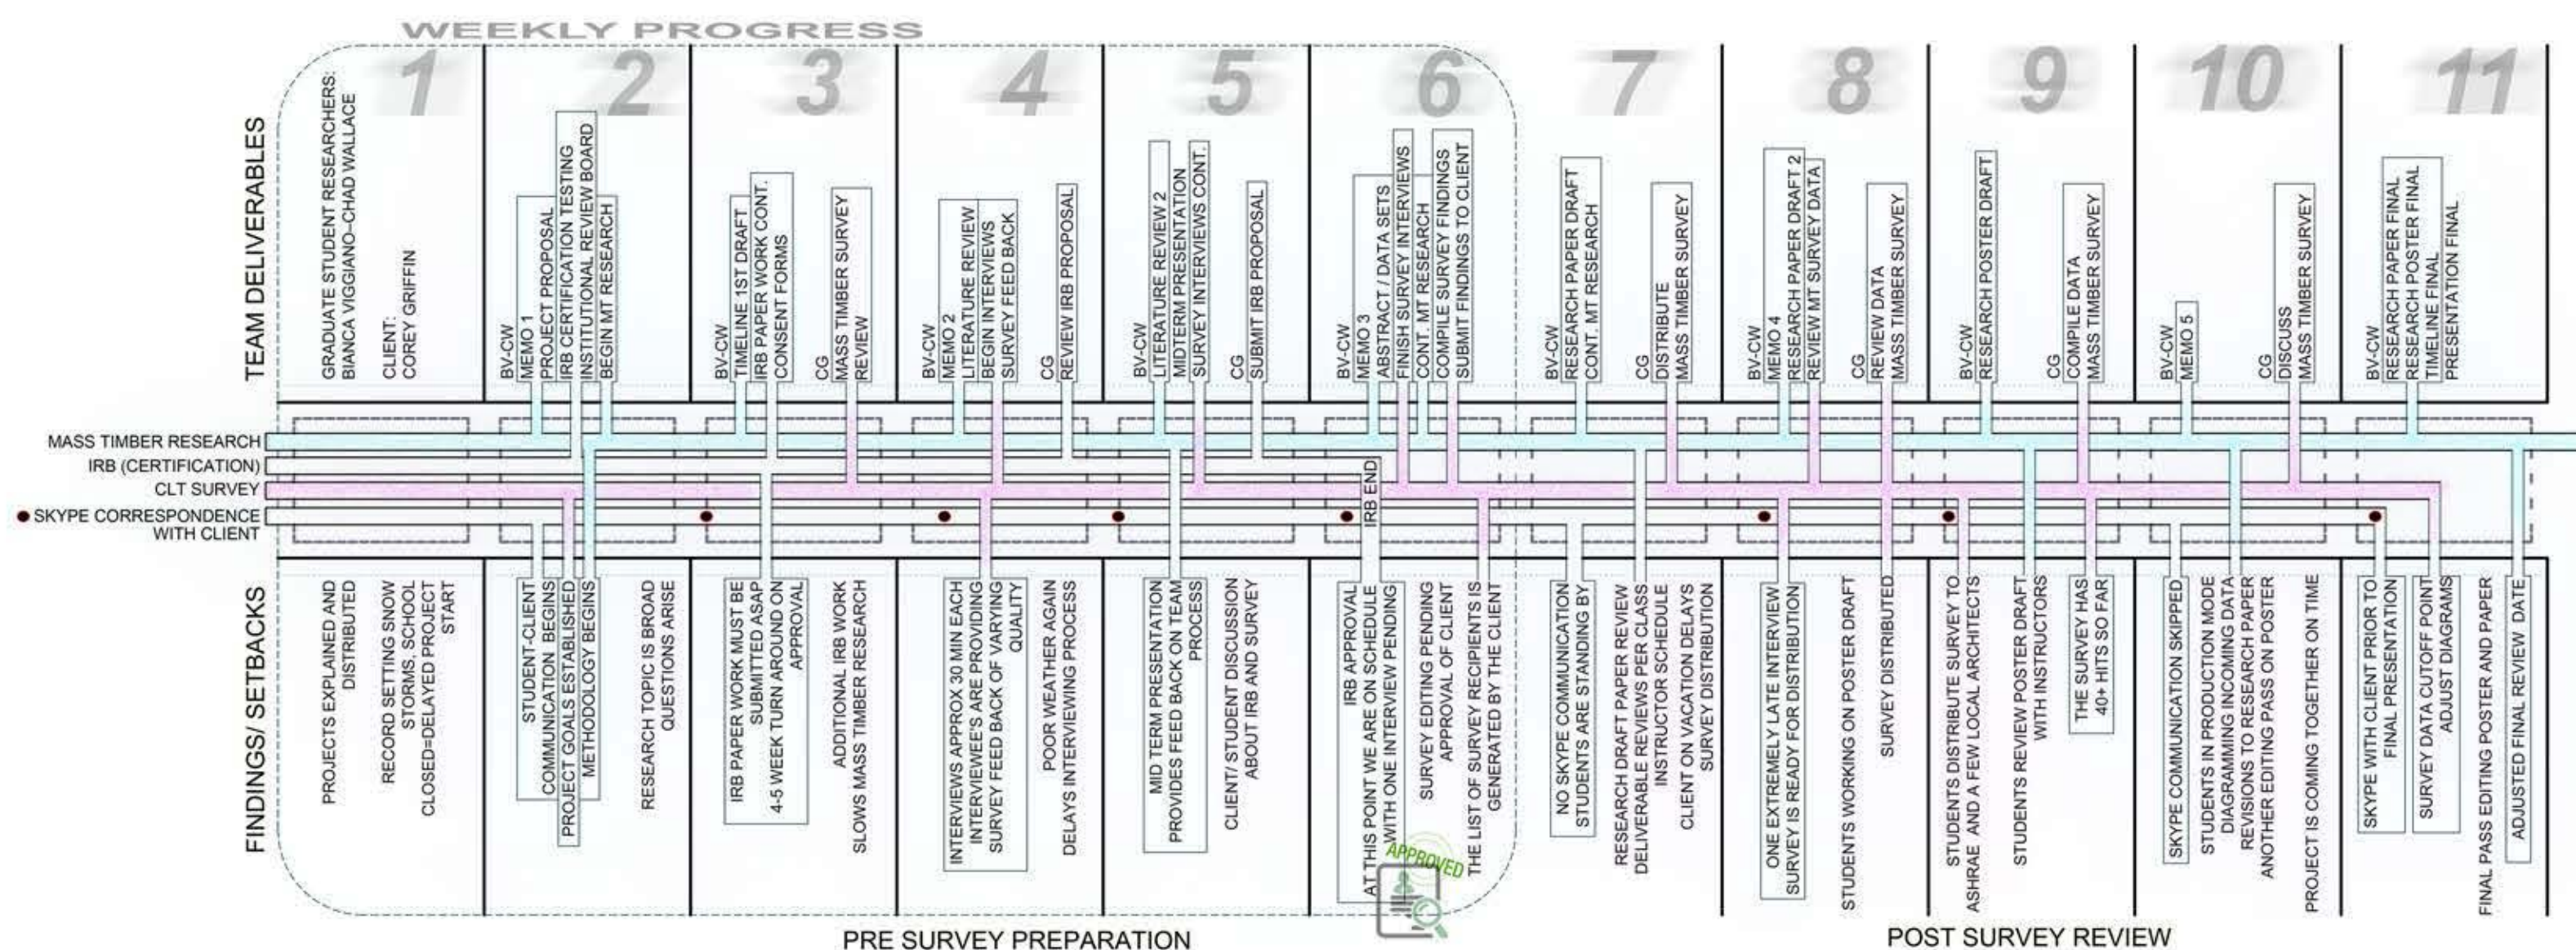 WEEKLY PROGRESS
1
2
3
4
5
6
7
8
9
10
11
TEAM DELIVERABLES
GRADUATE STUDENT RESEARCHERS:
BIANCA VIGGIANO–CHAD WALLACE
CLIENT:
COREY GRIFFIN
BV-CW
MEMO 1
PROJECT PROPOSAL
IRB CERTIFICATION TESTING
INSTITUTIONAL REVIEW BOARD
BEGIN MT RESEARCH
BV-CW
TIMELINE 1ST DRAFT
IRB PAPER WORK CONT.
CONSENT FORMS
CG
MASS TIMBER SURVEY
REVIEW
BV-CW
MEMO 2
LITERATURE REVIEW
BEGIN INTERVIEWS
SURVEY FEED BACK
CG
REVIEW IRB PROPOSAL
BV-CW
LITERATURE REVIEW 2
MIDTERM PRESENTATION
SURVEY INTERVIEWS CONT.
CG
SUBMIT IRB PROPOSAL
BV-CW
MEMO 3
ABSTRACT / DATA SETS
FINISH SURVEY INTERVIEWS
CONT. MT RESEARCH
COMPILE SURVEY FINDINGS
SUBMIT FINDINGS TO CLIENT
BV-CW
RESEARCH PAPER DRAFT
CONT. MT RESEARCH
CG
DISTRIBUTE
MASS TIMBER SURVEY
BV-CW
MEMO 4
RESEARCH PAPER DRAFT 2
REVIEW MT SURVEY DATA
CG
REVIEW DATA
MASS TIMBER SURVEY
BV-CW
RESEARCH POSTER DRAFT
CG
COMPILE DATA
MASS TIMBER SURVEY
BV-CW
MEMO 5
CG
DISCUSS
MASS TIMBER SURVEY
BV-CW
RESEARCH PAPER FINAL
RESEARCH POSTER FINAL
TIMELINE FINAL
PRESENTATION FINAL
MASS TIMBER RESEARCH
IRB (CERTIFICATION)
CLT SURVEY
SKYPE CORRESPONDENCE
WITH CLIENT
IRB END
FINDINGS/ SETBACKS
PROJECTS EXPLAINED AND
DISTRIBUTED
RECORD SETTING SNOW
STORMS, SCHOOL
CLOSED=DELAYED PROJECT
START
STUDENT-CLIENT
COMMUNICATION BEGINS
PROJECT GOALS ESTABLISHED
METHODOLOGY BEGINS
RESEARCH TOPIC IS BROAD
QUESTIONS ARISE
IRB PAPER WORK MUST BE
SUBMITTED ASAP
4-5 WEEK TURN AROUND ON
APPROVAL
ADDITIONAL IRB WORK
SLOWS MASS TIMBER RESEARCH
INTERVIEWS APPROX 30 MIN EACH
INTERVIEWEE'S ARE PROVIDING
SURVEY FEED BACK OF VARYING
QUALITY
POOR WEATHER AGAIN
DELAYS INTERVIEWING PROCESS
MID TERM PRESENTATION
PROVIDES FEED BACK ON TEAM
PROCESS
CLIENT/ STUDENT DISCUSSION
ABOUT IRB AND SURVEY
IRB APPROVAL
AT THIS POINT WE ARE ON SCHEDULE
WITH ONE INTERVIEW PENDING
SURVEY EDITING PENDING
APPROVAL OF CLIENT
THE LIST OF SURVEY RECIPIENTS IS
GENERATED BY THE CLIENT
APPROVED
NO SKYPE COMMUNICATION
STUDENTS ARE STANDING BY
RESEARCH DRAFT PAPER REVIEW
DELIVERABLE REVIEWS PER CLASS
INSTRUCTOR SCHEDULE
CLIENT ON VACATION DELAYS
SURVEY DISTRIBUTION
ONE EXTREMELY LATE INTERVIEW
SURVEY IS READY FOR DISTRIBUTION
STUDENTS WORKING ON POSTER DRAFT
SURVEY DISTRIBUTED
STUDENTS DISTRIBUTE SURVEY TO
ASHRAE AND A FEW LOCAL ARCHITECTS
STUDENTS REVIEW POSTER DRAFT
WITH INSTRUCTORS
THE SURVEY HAS
40+ HITS SO FAR
SKYPE COMMUNICATION SKIPPED
STUDENTS IN PRODUCTION MODE
DIAGRAMMING INCOMING DATA
REVISIONS TO RESEARCH PAPER
ANOTHER EDITING PASS ON POSTER
PROJECT IS COMING TOGETHER ON TIME
SKYPE WITH CLIENT PRIOR TO
FINAL PRESENTATION
SURVEY DATA CUTOFF POINT
ADJUST DIAGRAMS
FINAL PASS EDITING POSTER AND PAPER
ADJUSTED FINAL REVIEW DATE
PRE SURVEY PREPARATION
POST SURVEY REVIEW